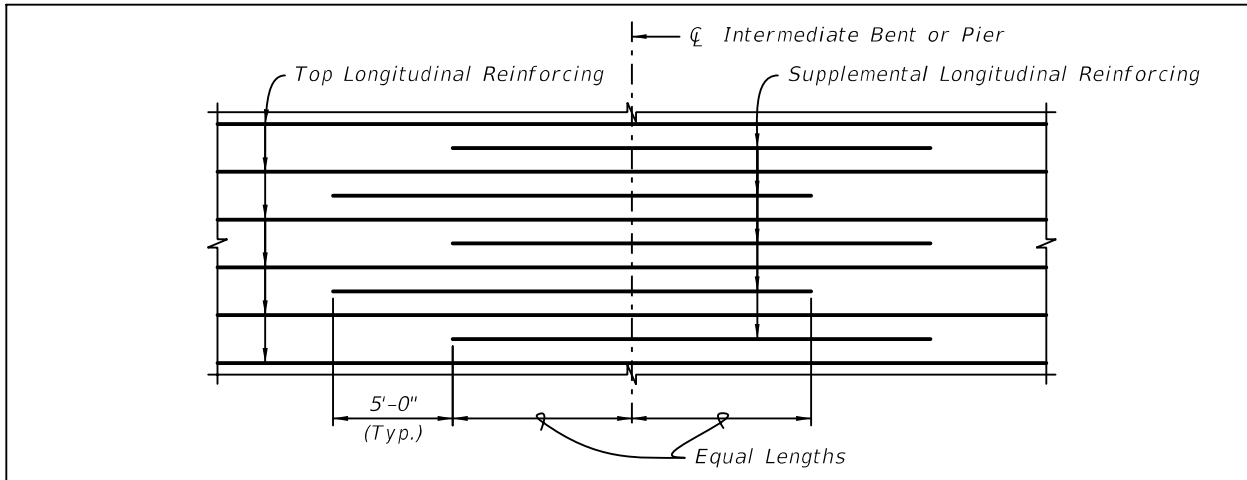 ℄ Intermediate Bent or Pier
Top Longitudinal Reinforcing
Supplemental Longitudinal Reinforcing
5'-0"
(Typ.)
Equal Lengths